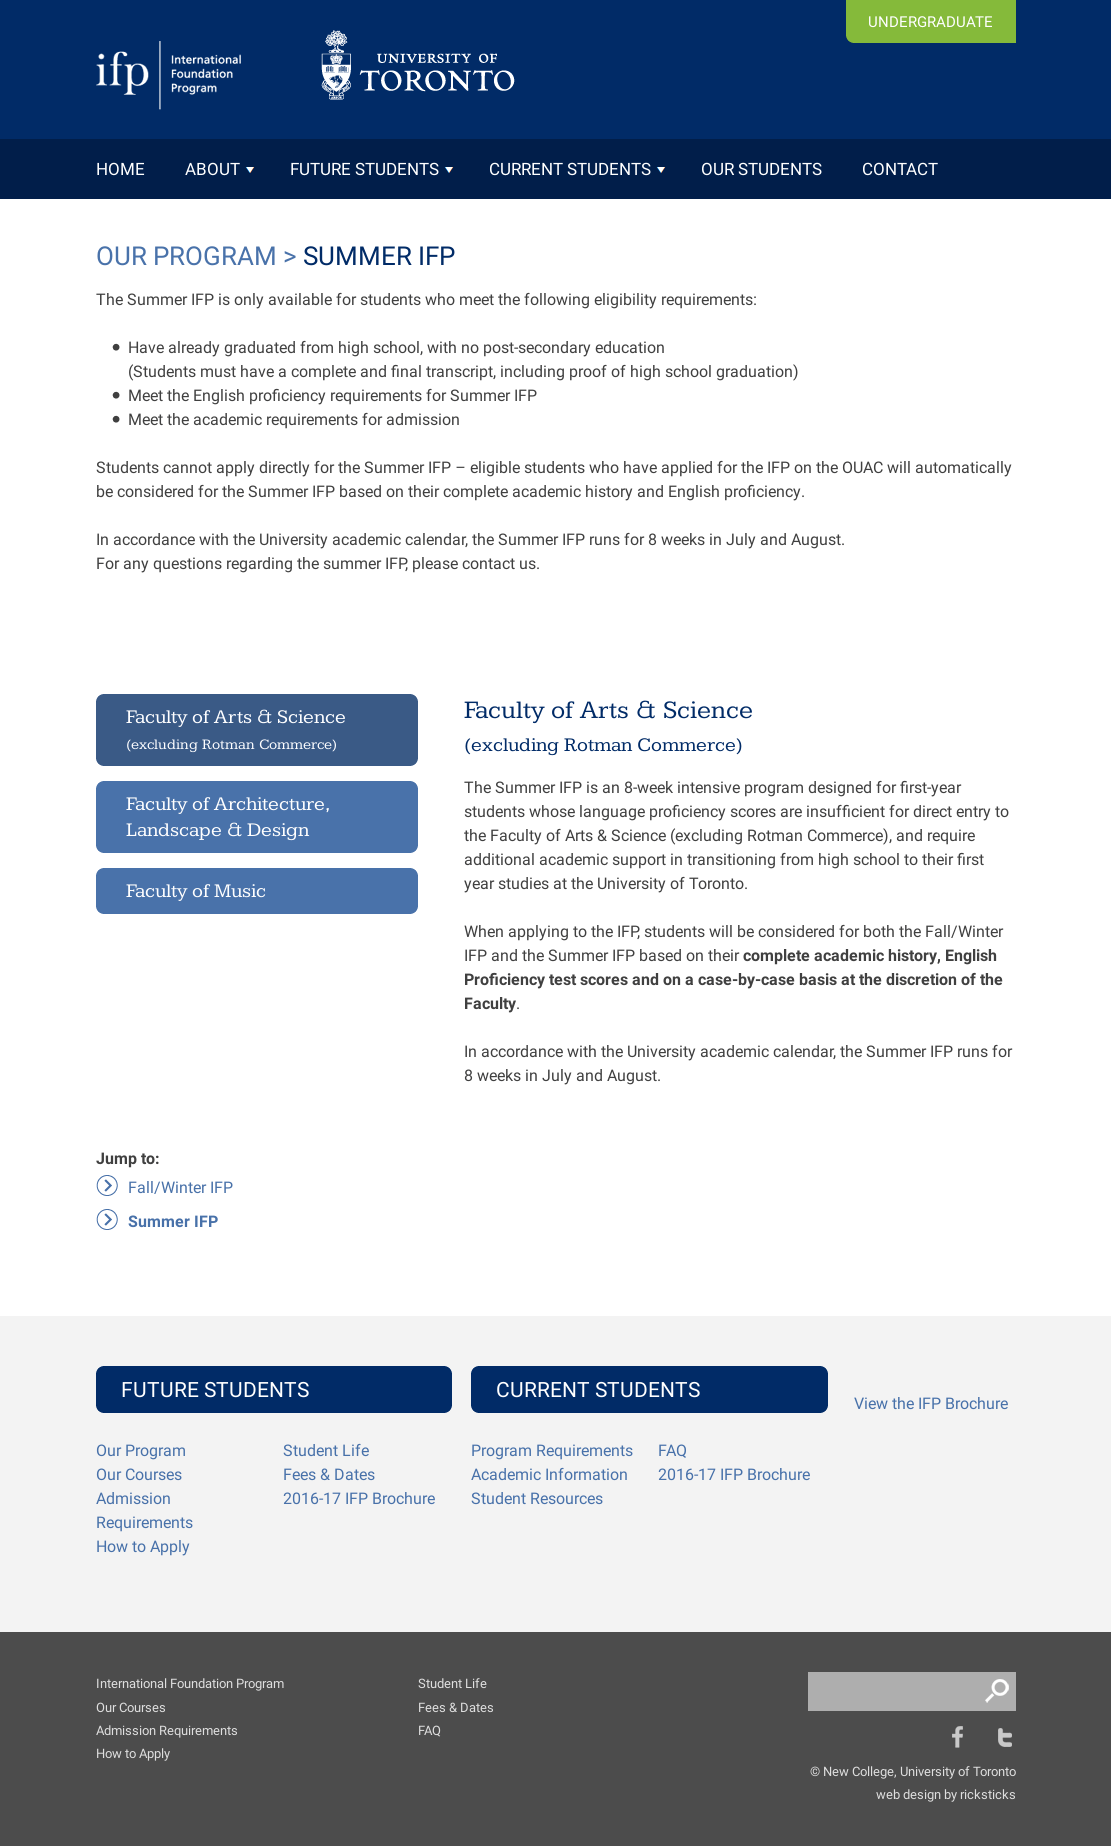 UNDERGRADUATE
ifp
International
Foundation
Program
UNIVERSITY OF
TORONTO
HOME ABOUT FUTURE STUDENTS CURRENT STUDENTS OUR STUDENTS CONTACT
OUR PROGRAM > SUMMER IFP
The Summer IFP is only available for students who meet the following eligibility requirements:
Have already graduated from high school, with no post-secondary education
(Students must have a complete and final transcript, including proof of high school graduation)
Meet the English proficiency requirements for Summer IFP
Meet the academic requirements for admission
Students cannot apply directly for the Summer IFP – eligible students who have applied for the IFP on the OUAC will automatically
be considered for the Summer IFP based on their complete academic history and English proficiency.
In accordance with the University academic calendar, the Summer IFP runs for 8 weeks in July and August.
For any questions regarding the summer IFP, please contact us.
Faculty of Arts & Science
(excluding Rotman Commerce)
Faculty of Architecture,
Landscape & Design
Faculty of Music
Faculty of Arts & Science
(excluding Rotman Commerce)
The Summer IFP is an 8-week intensive program designed for first-year
students whose language proficiency scores are insufficient for direct entry to
the Faculty of Arts & Science (excluding Rotman Commerce), and require
additional academic support in transitioning from high school to their first
year studies at the University of Toronto.
When applying to the IFP, students will be considered for both the Fall/Winter
IFP and the Summer IFP based on their complete academic history, English
Proficiency test scores and on a case-by-case basis at the discretion of the
Faculty.
In accordance with the University academic calendar, the Summer IFP runs for
8 weeks in July and August.
Jump to:
Fall/Winter IFP
Summer IFP
FUTURE STUDENTS
Our Program
Our Courses
Admission
Requirements
How to Apply
Student Life
Fees & Dates
2016-17 IFP Brochure
CURRENT STUDENTS
Program Requirements
Academic Information
Student Resources
FAQ
2016-17 IFP Brochure
View the IFP Brochure
International Foundation Program
Our Courses
Admission Requirements
How to Apply
Student Life
Fees & Dates
FAQ
© New College, University of Toronto
web design by ricksticks